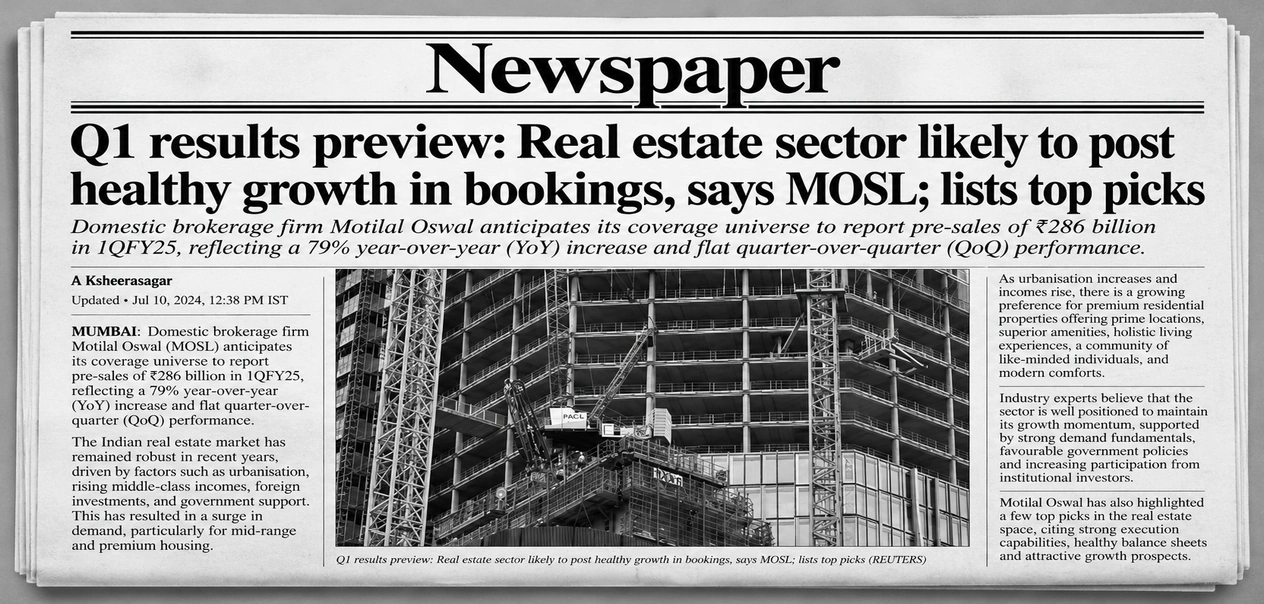 Newspaper
Q1 results preview: Real estate sector likely to post
healthy growth in bookings, says MOSL; lists top picks
Domestic brokerage firm Motilal Oswal anticipates its coverage universe to report pre-sales of ₹286 billion
in 1QFY25, reflecting a 79% year-over-year (YoY) increase and flat quarter-over-quarter (QoQ) performance.
A Ksheerasagar
Updated • Jul 10, 2024, 12:38 PM IST
MUMBAI: Domestic brokerage firm
Motilal Oswal (MOSL) anticipates
its coverage universe to report
pre-sales of ₹286 billion in 1QFY25,
reflecting a 79% year-over-year
(YoY) increase and flat quarter-over-
quarter (QoQ) performance.
The Indian real estate market has
remained robust in recent years,
driven by factors such as urbanisation,
rising middle-class incomes, foreign
investments, and government support.
This has resulted in a surge in
demand, particularly for mid-range
and premium housing.
PACL
Q1 results preview: Real estate sector likely to post healthy growth in bookings, says MOSL; lists top picks (REUTERS)
As urbanisation increases and
incomes rise, there is a growing
preference for premium residential
properties offering prime locations,
superior amenities, holistic living
experiences, a community of
like-minded individuals, and
modern comforts.
Industry experts believe that the
sector is well positioned to maintain
its growth momentum, supported
by strong demand fundamentals,
favourable government policies
and increasing participation from
institutional investors.
Motilal Oswal has also highlighted
a few top picks in the real estate
space, citing strong execution
capabilities, healthy balance sheets
and attractive growth prospects.